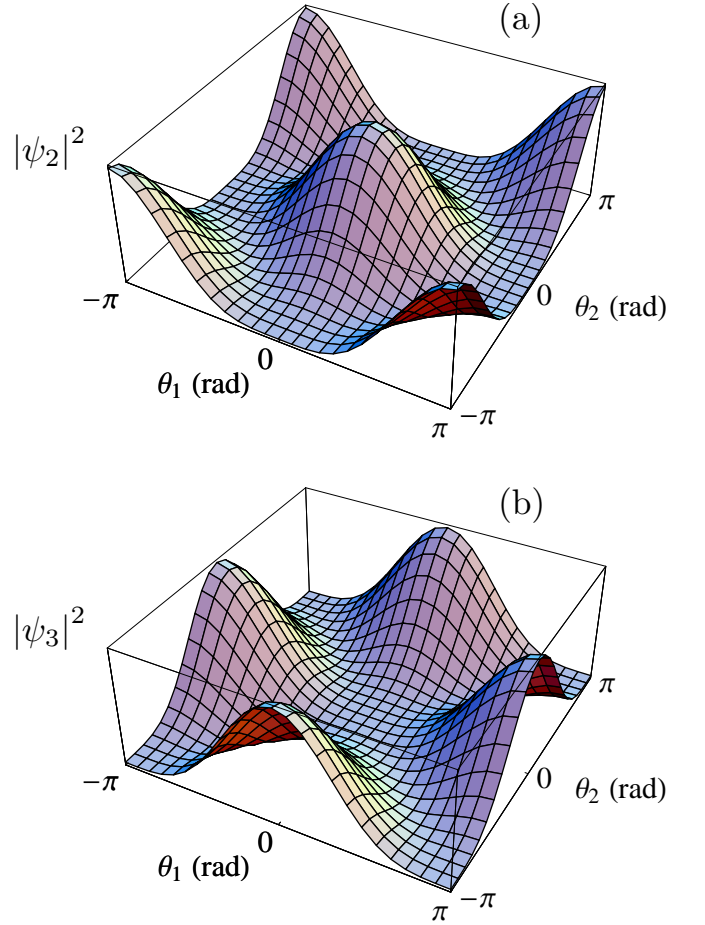 (a)
|ψ₂|²
−π
0
θ₁ (rad)
π
−π
0
θ₂ (rad)
π
(b)
|ψ₃|²
−π
0
θ₁ (rad)
π
−π
0
θ₂ (rad)
π